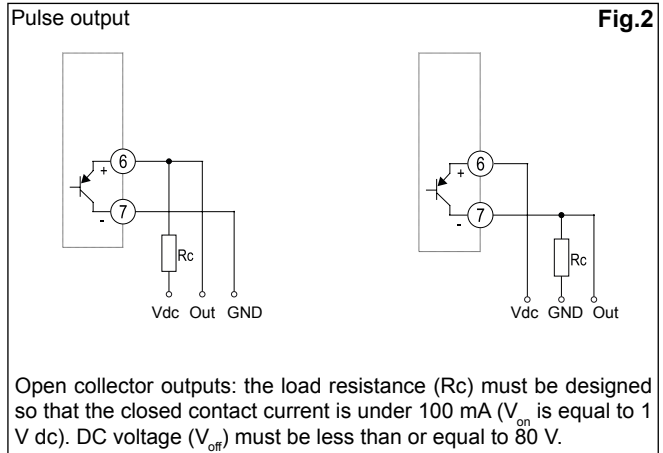 Pulse output Fig.2
6
+
7
-
Rc
Vdc Out GND
6
+
7
-
Rc
Vdc GND Out
Open collector outputs: the load resistance (Rc) must be designed
so that the closed contact current is under 100 mA (Von is equal to 1
V dc). DC voltage (Voff) must be less than or equal to 80 V.